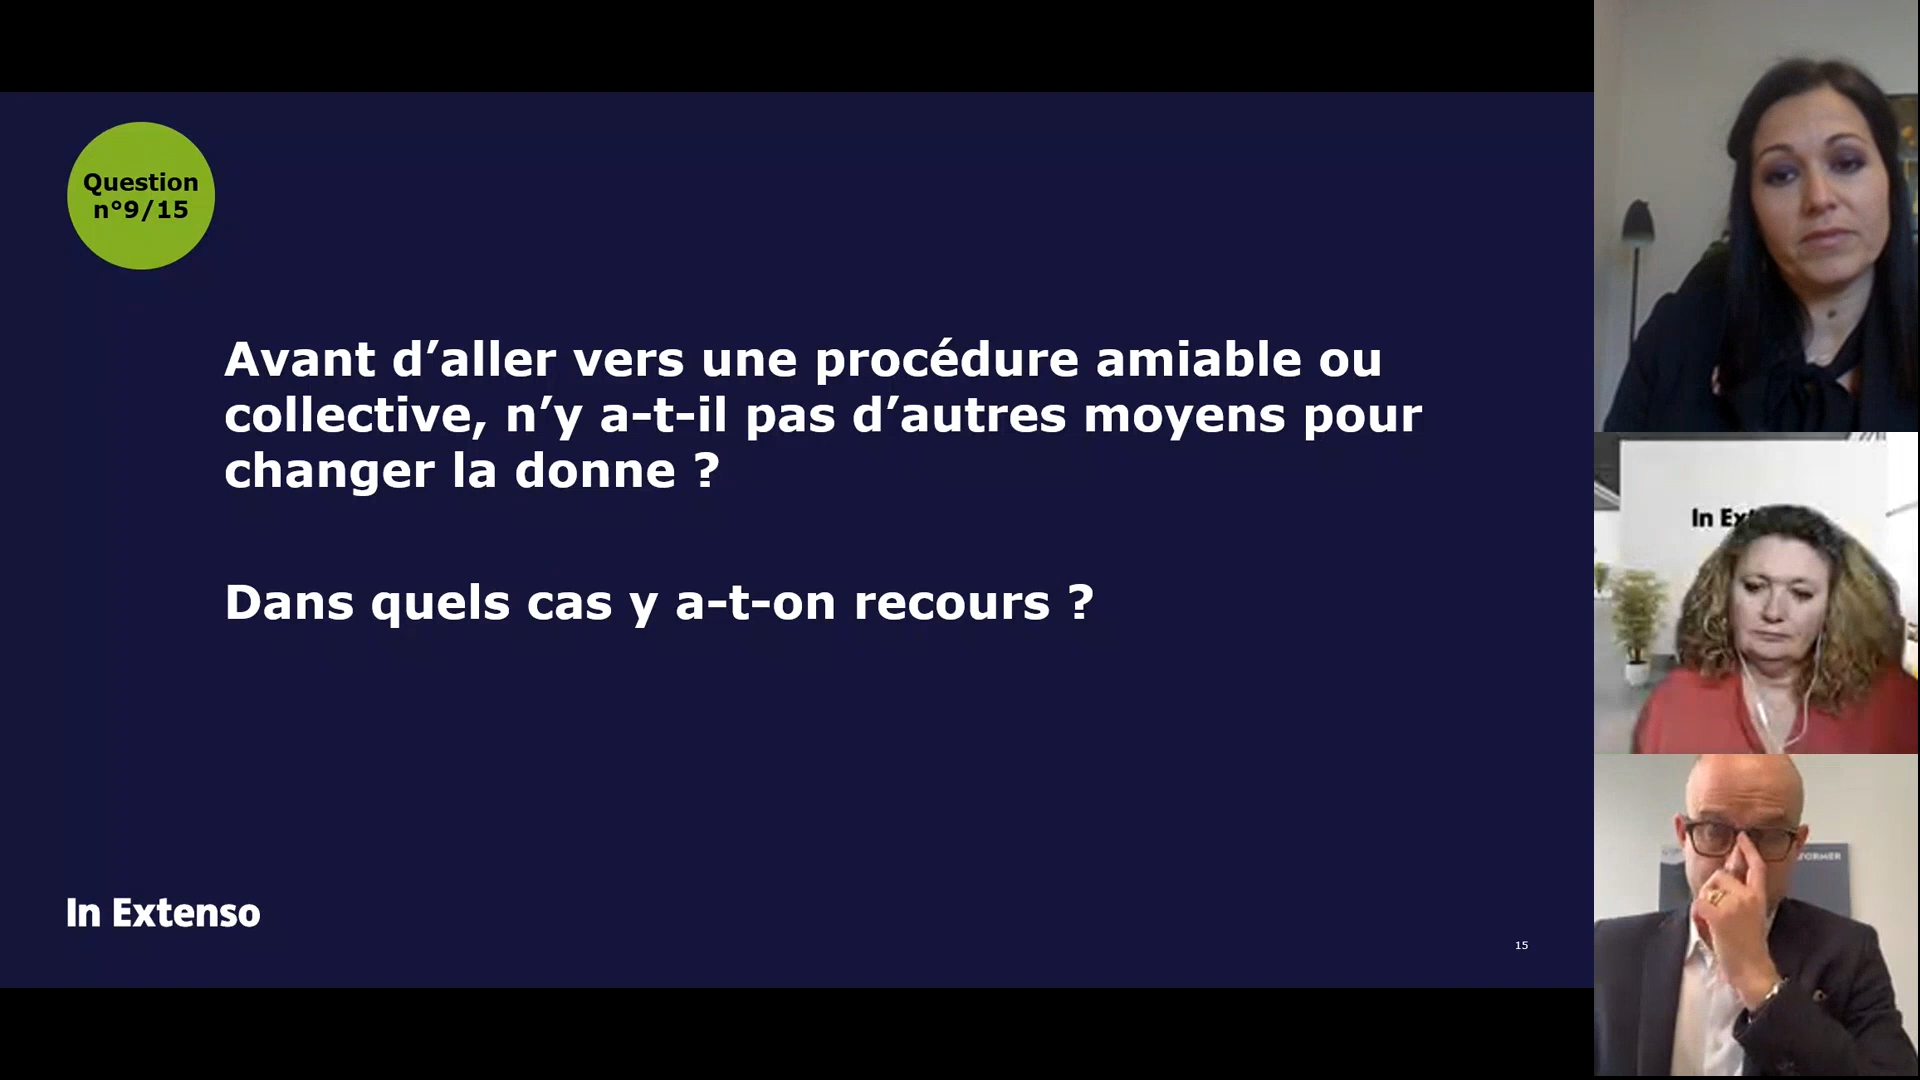 Question
n°9/15
Avant d’aller vers une procédure amiable ou
collective, n’y a-t-il pas d’autres moyens pour
changer la donne ?
Dans quels cas y a-t-on recours ?
In Extenso
15
In Ex
FORMER